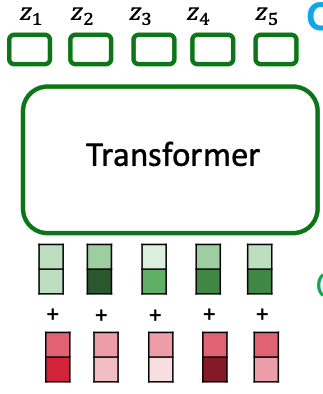 z₁ z₂ z₃ z₄ z₅
Transformer
+ + + + +